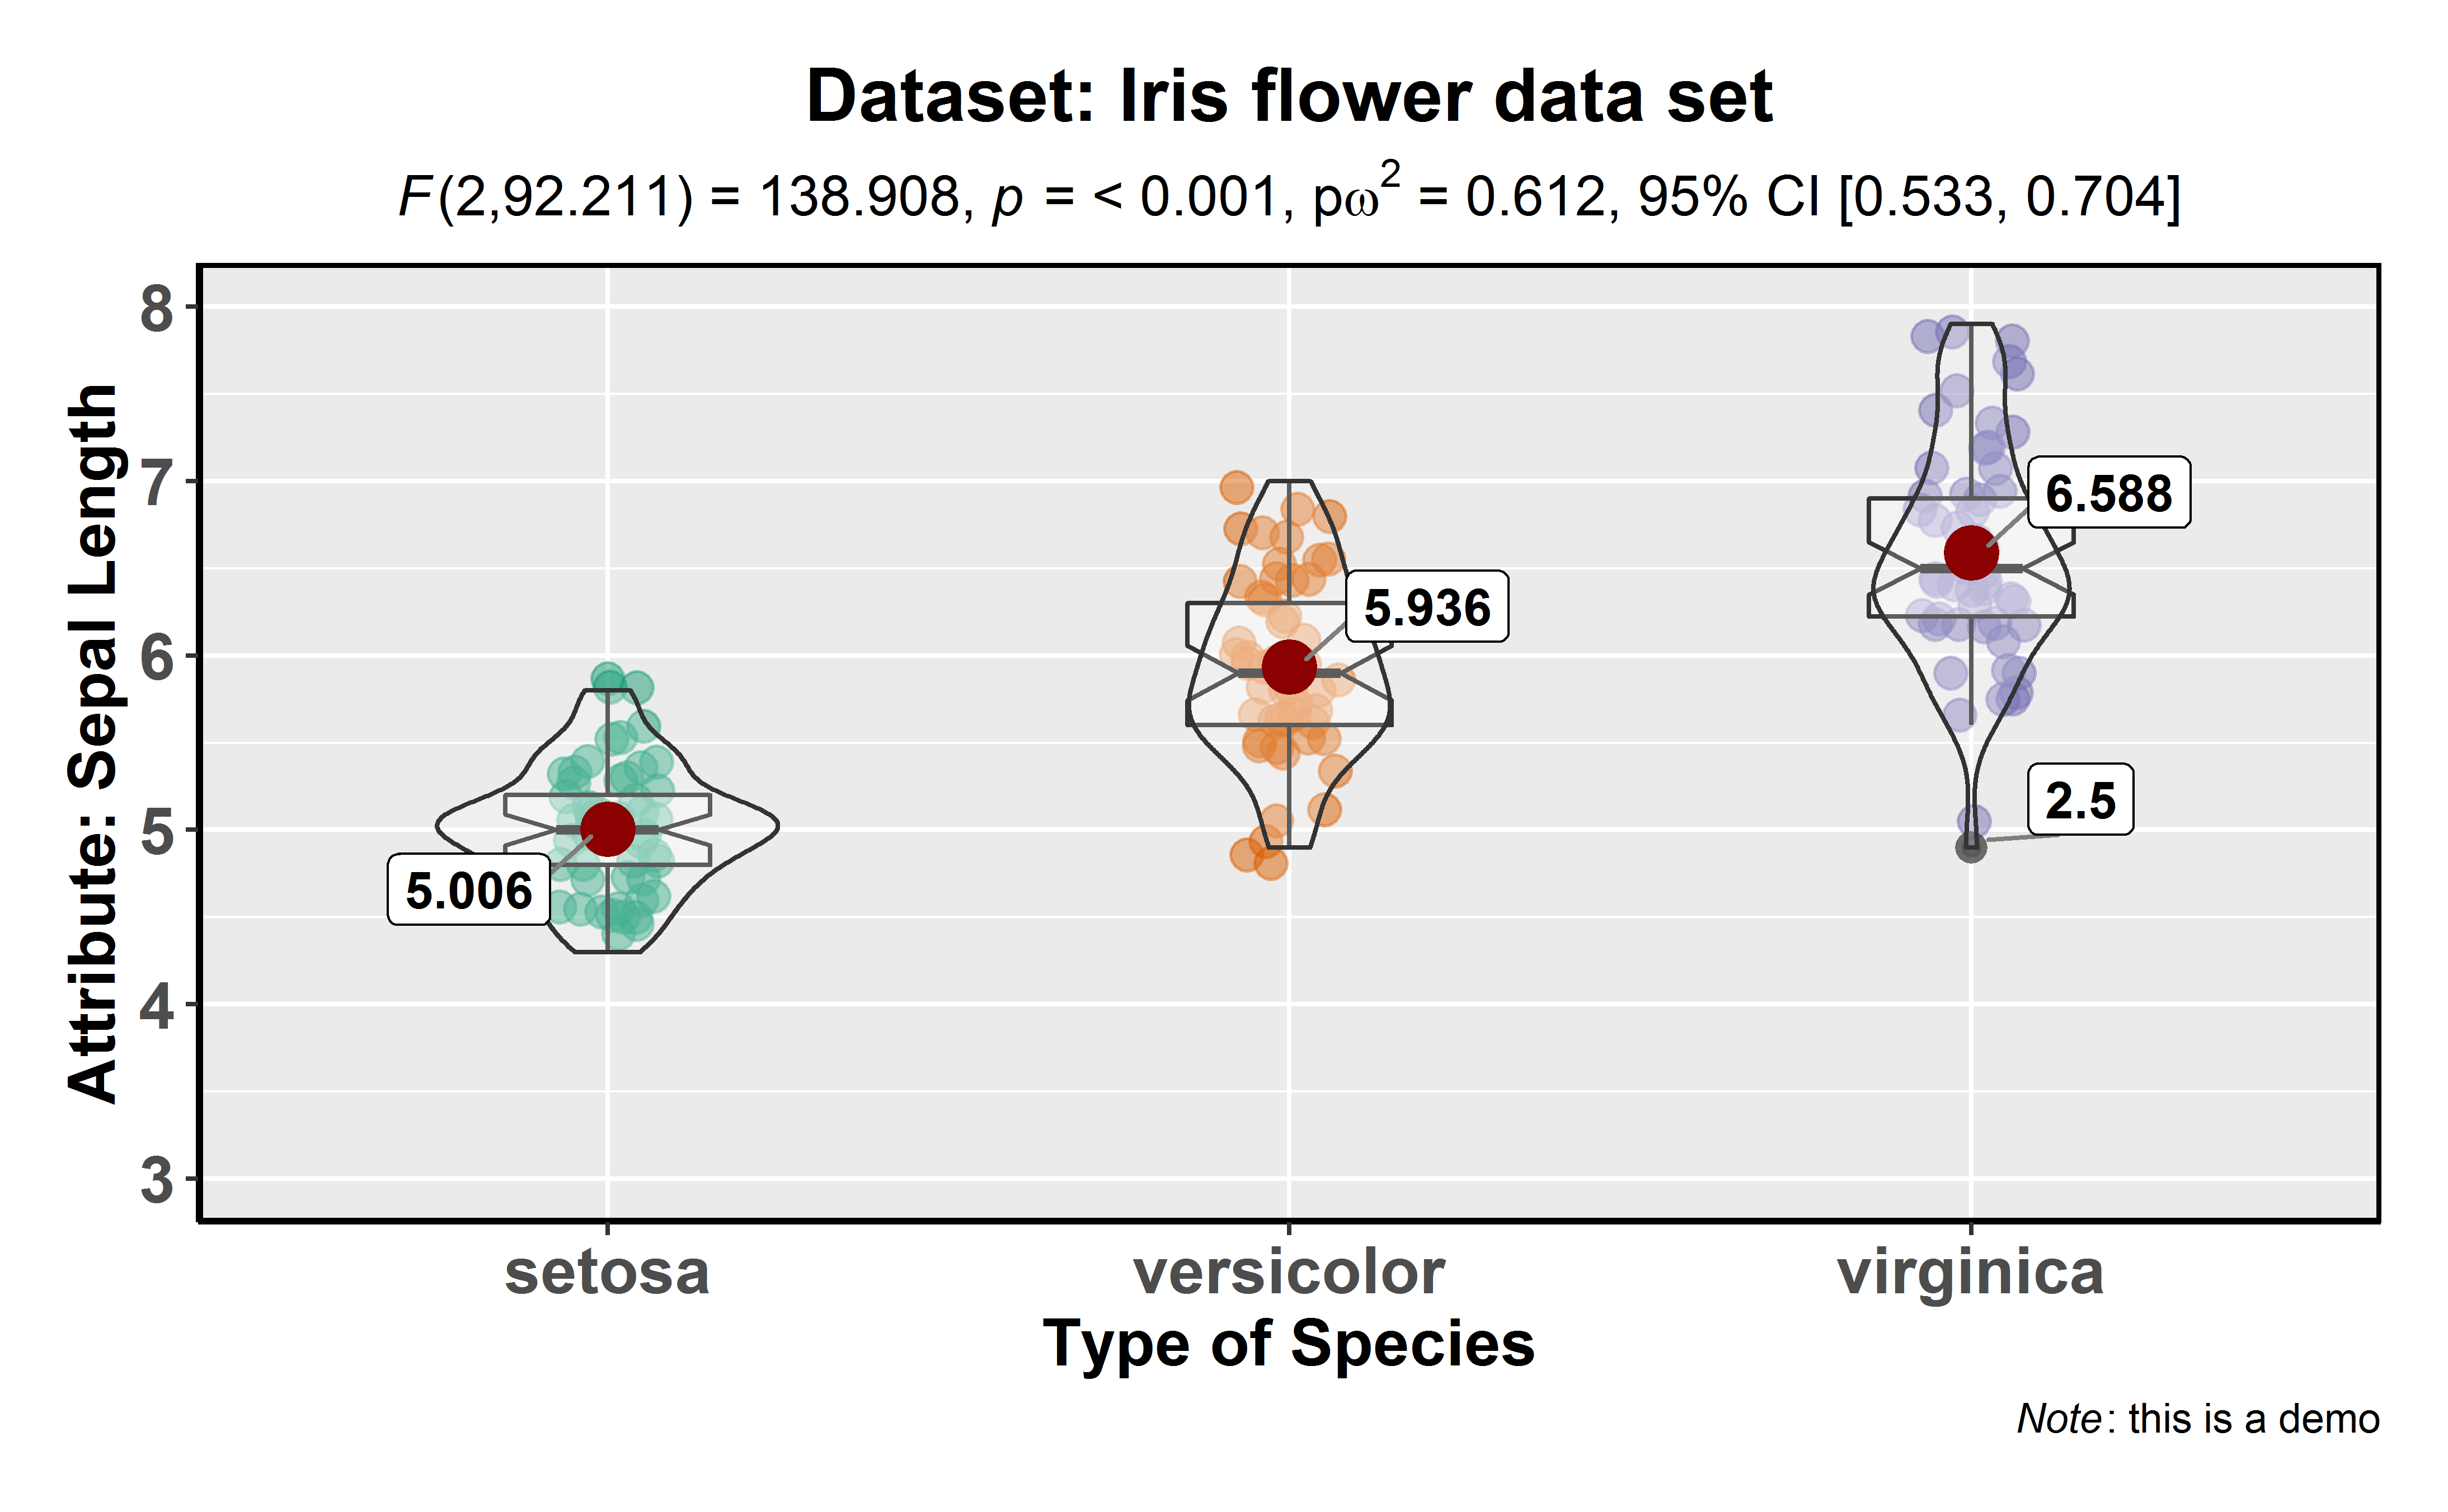 Dataset: Iris flower data set
F(2,92.211) = 138.908, p = < 0.001, pω² = 0.612, 95% CI [0.533, 0.704]
Attribute: Sepal Length
8
7
6
5
4
3
6.588
5.936
2.5
5.006
setosa
versicolor
virginica
Type of Species
Note: this is a demo